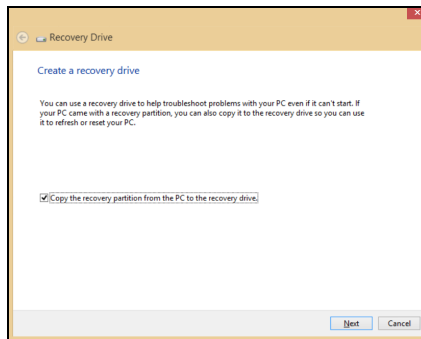 Recovery Drive
Create a recovery drive
You can use a recovery drive to help troubleshoot problems with your PC even if it can't start. If
your PC came with a recovery partition, you can also copy it to the recovery drive so you can use
it to refresh or reset your PC.
Copy the recovery partition from the PC to the recovery drive.
Next Cancel